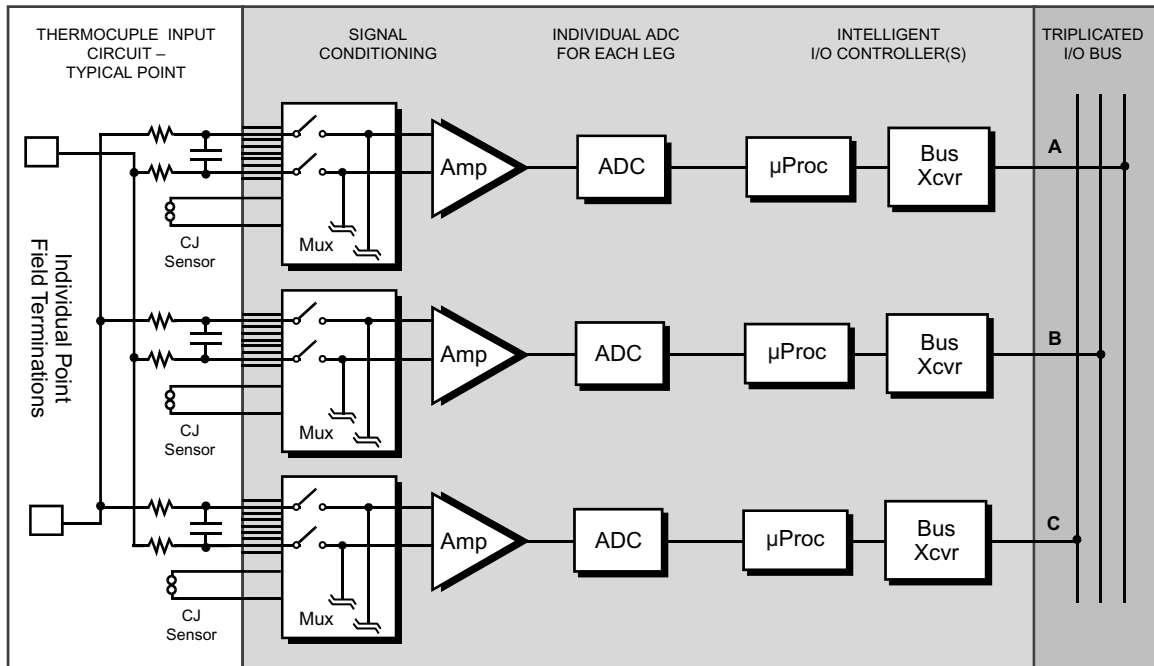 THERMOCUPLE INPUT
CIRCUIT –
TYPICAL POINT
SIGNAL
CONDITIONING
INDIVIDUAL ADC
FOR EACH LEG
INTELLIGENT
I/O CONTROLLER(S)
TRIPLICATED
I/O BUS
Individual Point
Field Terminations
CJ
Sensor
Mux
Amp
ADC
µProc
Bus
Xcvr
A
CJ
Sensor
Mux
Amp
ADC
µProc
Bus
Xcvr
B
CJ
Sensor
Mux
Amp
ADC
µProc
Bus
Xcvr
C